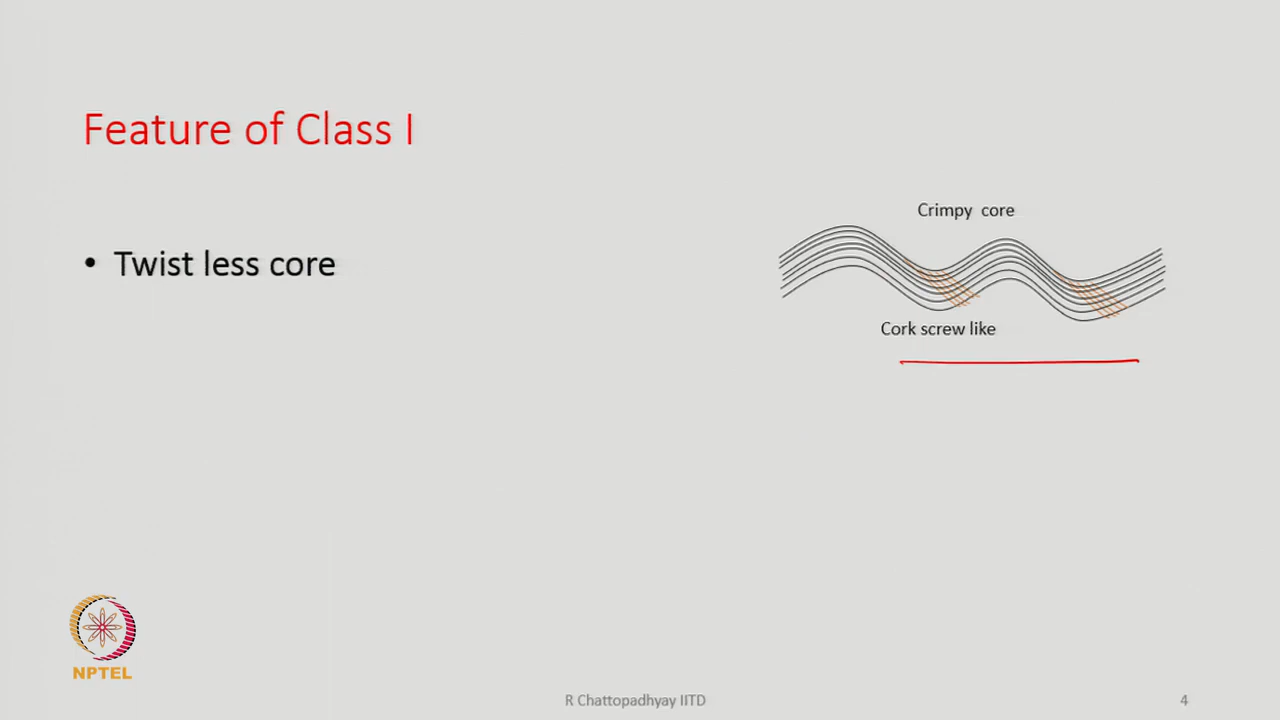 Feature of Class I
Crimpy core
• Twist less core
Cork screw like
NPTEL
R Chattopadhyay IITD
4